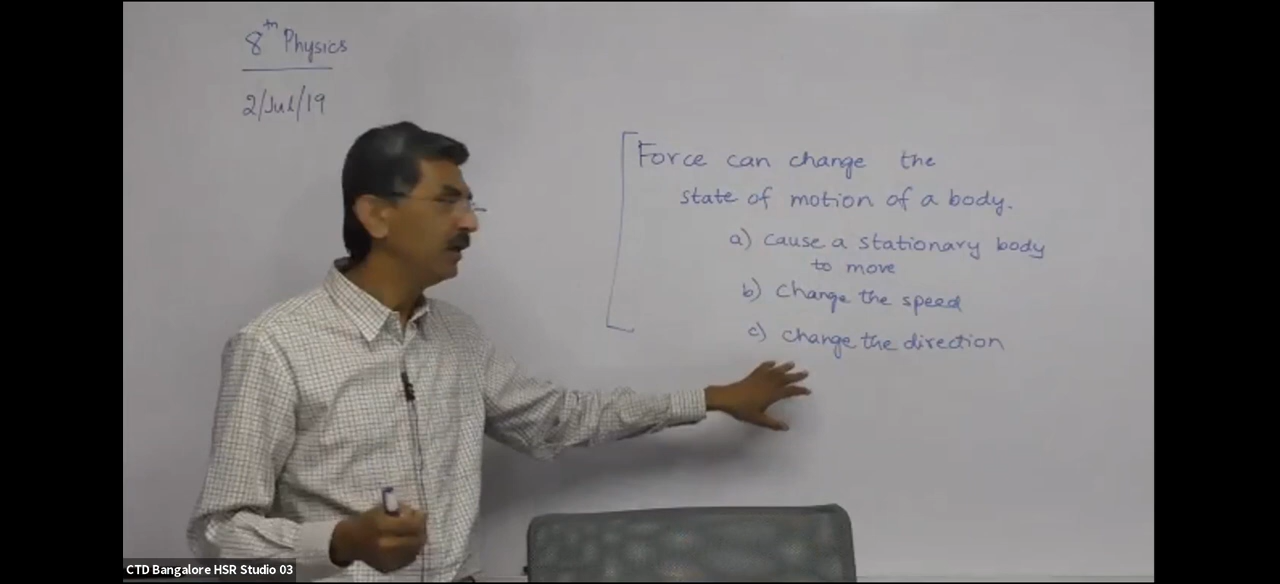 8th Physics
2/Jul/19
Force can change the
state of motion of a body.
a) cause a stationary body
to move
b) change the speed
c) change the direction
CTD Bangalore HSR Studio 03